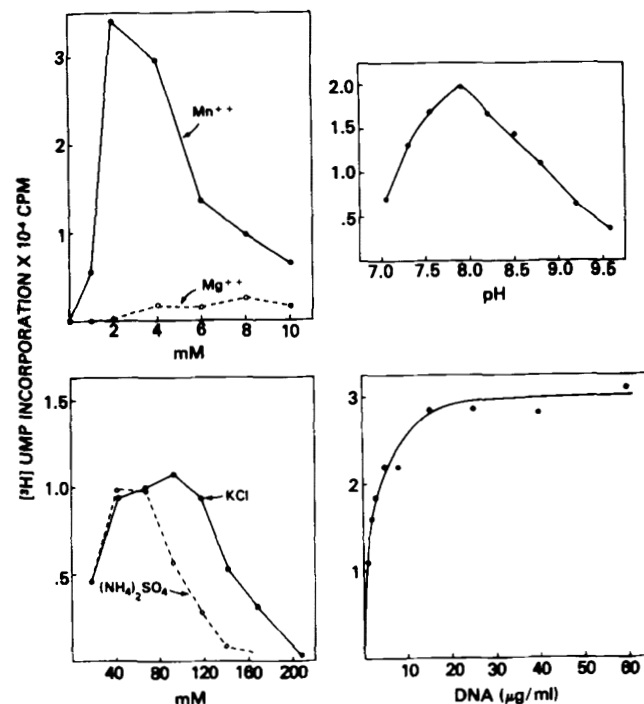 [³H] UMP INCORPORATION X 10⁻⁴ CPM
3
2
1
Mn++
Mg++
2 4 6 8 10
mM
2.0
1.5
1.0
.5
7.0 7.5 8.0 8.5 9.0 9.5
pH
1.5
1.0
.5
KCl
(NH₄)₂SO₄
40 80 120 160 200
mM
3
2
1
10 20 30 40 50 60
DNA (μg/ml)